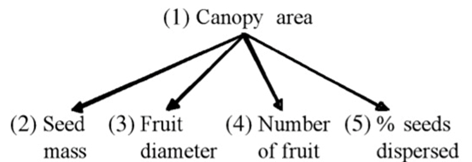 (1) Canopy area
(2) Seed mass
(3) Fruit diameter
(4) Number of fruit
(5) % seeds dispersed